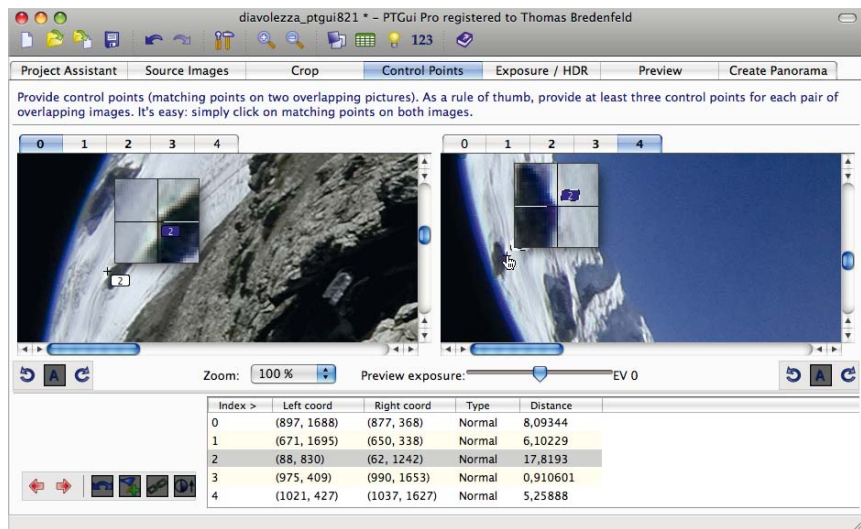 diavolezza_ptgui821 * – PTGui Pro registered to Thomas Bredenfeld
123
Project Assistant Source Images Crop Control Points Exposure / HDR Preview Create Panorama
Provide control points (matching points on two overlapping pictures). As a rule of thumb, provide at least three control points for each pair of
overlapping images. It's easy: simply click on matching points on both images.
0 1 2 3 4
0 1 2 3 4
2
2
2
A
Zoom: 100 %
Preview exposure: EV 0
A
Index > Left coord Right coord Type Distance
0 (897, 1688) (877, 368) Normal 8,09344
1 (671, 1695) (650, 338) Normal 6,10229
2 (88, 830) (62, 1242) Normal 17,8193
3 (975, 409) (990, 1653) Normal 0,910601
4 (1021, 427) (1037, 1627) Normal 5,25888